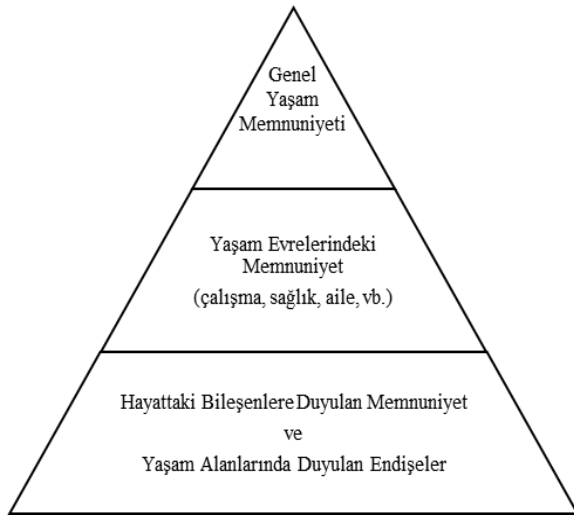 Genel
Yaşam
Memnuniyeti
Yaşam Evrelerindeki
Memnuniyet
(çalışma, sağlık, aile, vb.)
Hayattaki Bileşenlere Duyulan Memnuniyet
ve
Yaşam Alanlarında Duyulan Endişeler